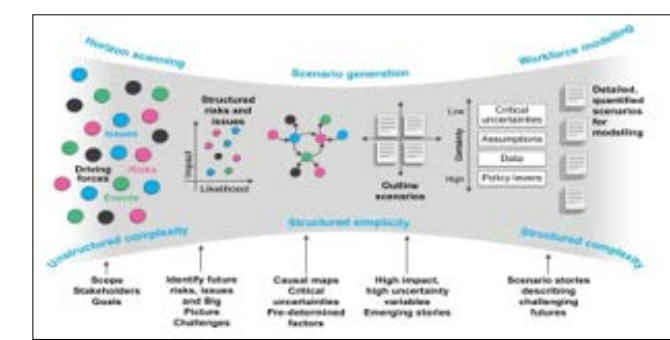 Horizon scanning
Scenario generation
Workforce modelling
Issues
Driving
forces
Risks
Events
Structured
risks and
issues
Impact
Likelihood
Outline
scenarios
Low
Certainty
High
Critical
uncertainties
Assumptions
Data
Policy levers
Detailed,
quantified
scenarios
for
modelling
Unstructured complexity
Structured simplicity
Structured complexity
Scope
Stakeholders
Goals
Identify future
risks, issues
and Big
Picture
Challenges
Causal maps
Critical
uncertainties
Pre-determined
factors
High impact,
high uncertainty
variables
Emerging stories
Scenario stories
describing
challenging
futures